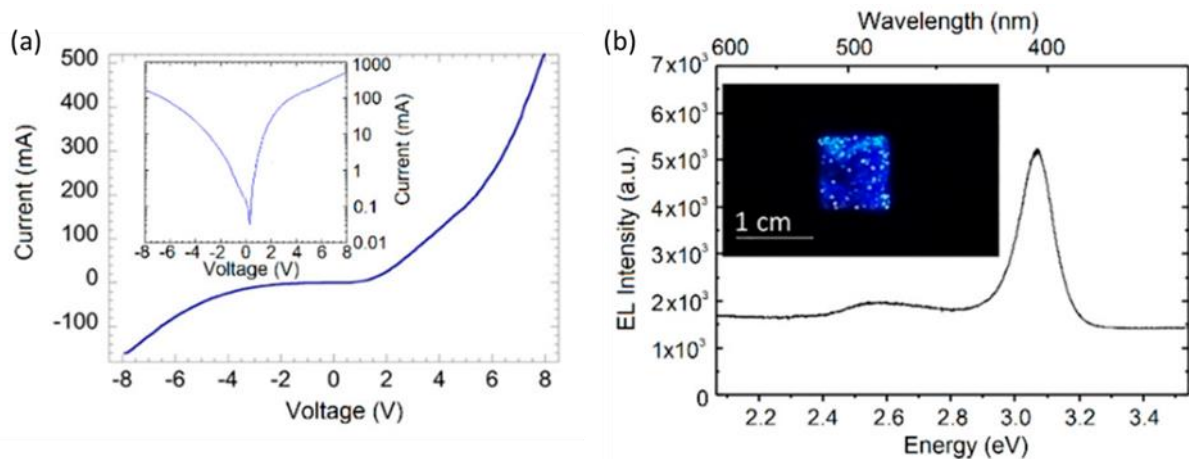 (a)
500
400
300
200
100
0
-100
Current (mA)
-8 -6 -4 -2 0 2 4 6 8
Voltage (V)
1000
100
10
1
0.1
0.01
Current (mA)
-8 -6 -4 -2 0 2 4 6 8
Voltage (V)
(b)
Wavelength (nm)
600 500 400
7x10³
6x10³
5x10³
4x10³
3x10³
2x10³
1x10³
0
EL Intensity (a.u.)
1 cm
2.2 2.4 2.6 2.8 3.0 3.2 3.4
Energy (eV)